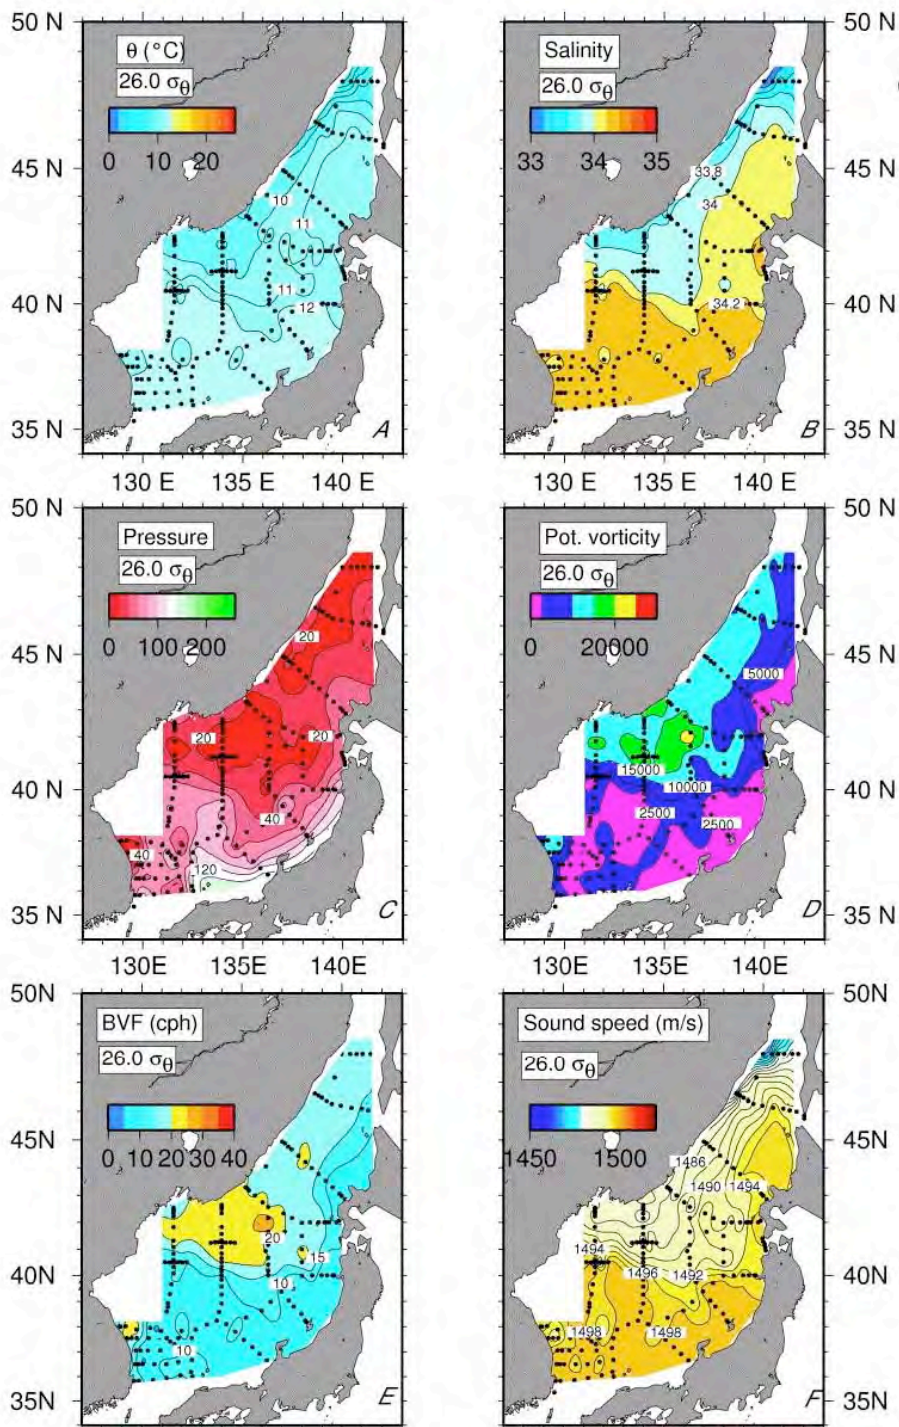 50 N
50 N
θ (°C)
Salinity
26.0 σθ
26.0 σθ
0 10 20
33 34 35
45 N
45 N
33.8
10
34
11
11
40 N
40 N
12
34.2
35 N
A
B
35 N
130 E 135 E 140 E
130 E 135 E 140 E
50 N
50 N
Pressure
Pot. vorticity
26.0 σθ
26.0 σθ
0 100 200
0 20000
20
45 N
45 N
5000
20
20
15000
40 N
10000
40 N
40
2500
2500
40
120
35 N
C
D
35 N
130E 135E 140E
130E 135E 140E
50N
50N
BVF (cph)
Sound speed (m/s)
26.0 σθ
26.0 σθ
0 10 20 30 40
1450 1500
45N
45N
1486
1490
1494
20
15
1494
1496
1492
40N
10
40N
1498
1498
10
35N
E
F
35N